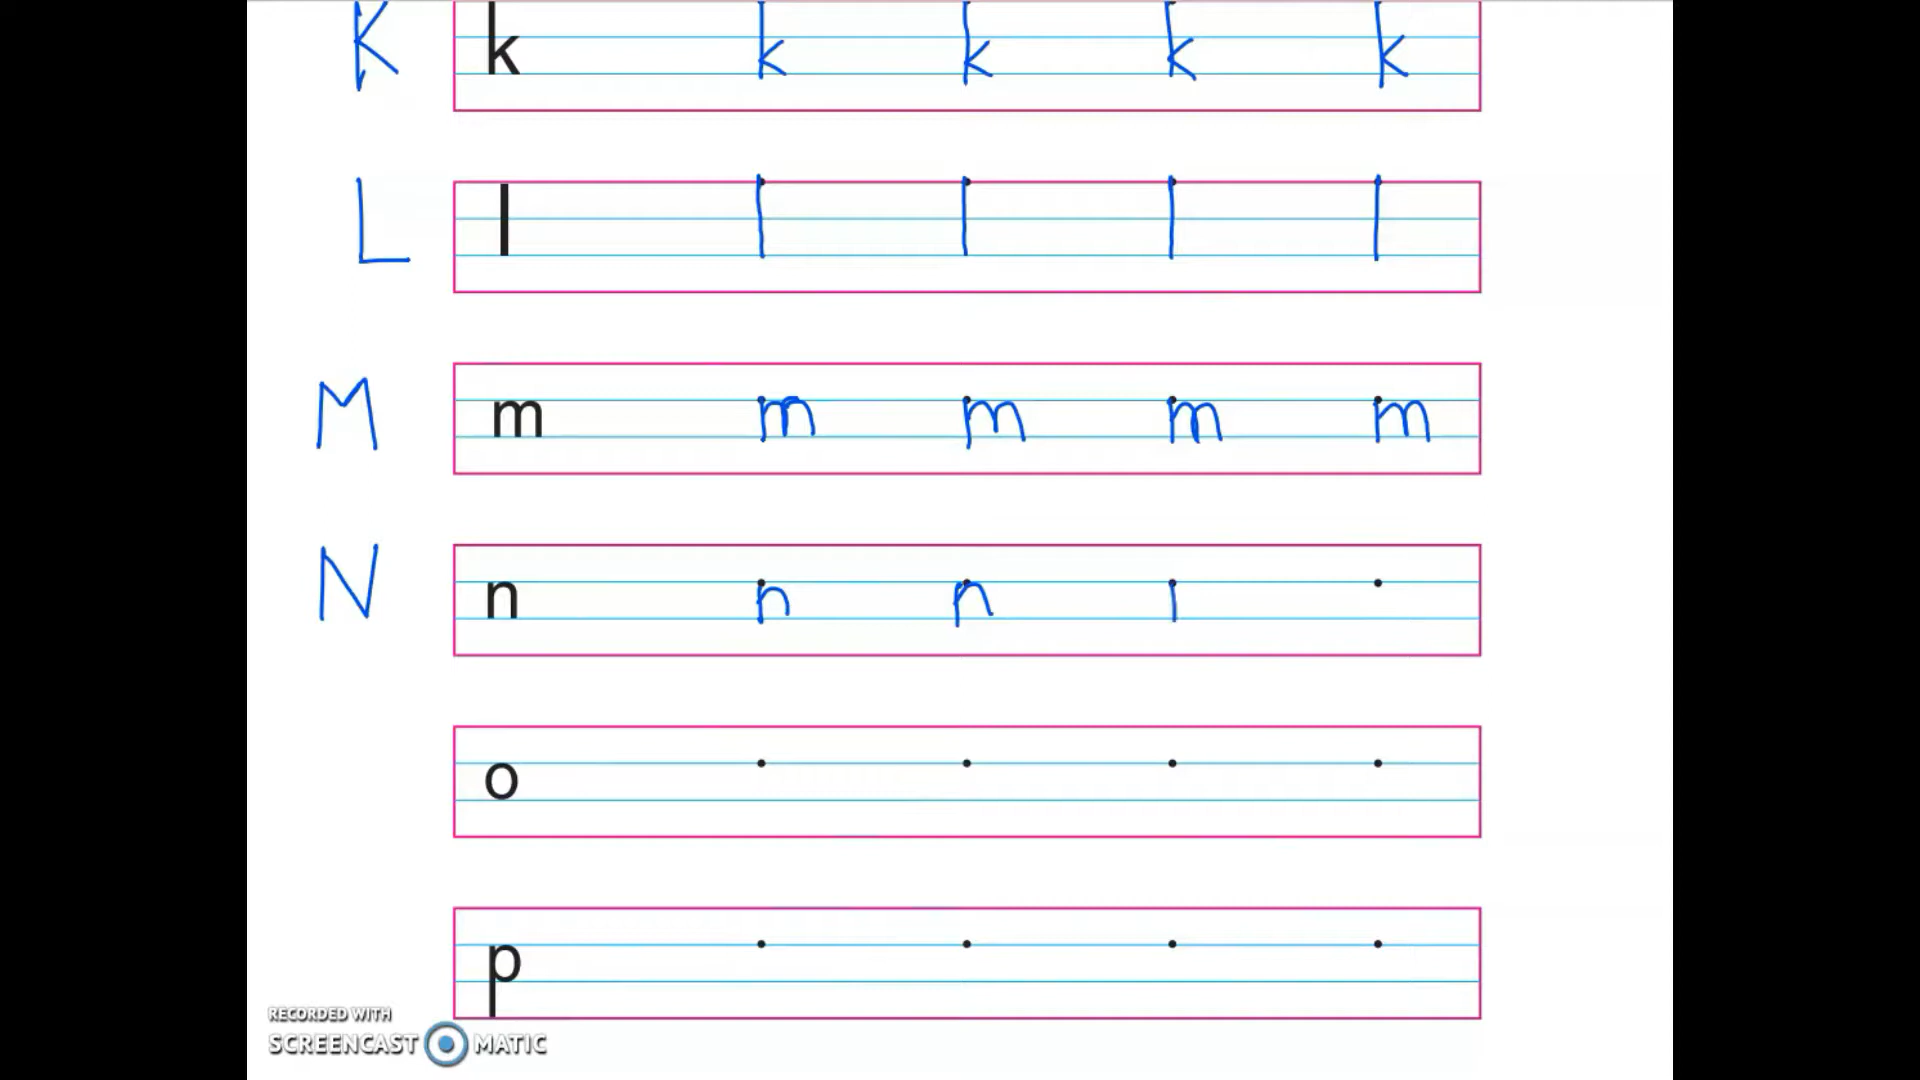 K k k k k k
L l l l l l
M m m m m m
N n n n ı
o
p
RECORDED WITH
SCREENCAST MATIC